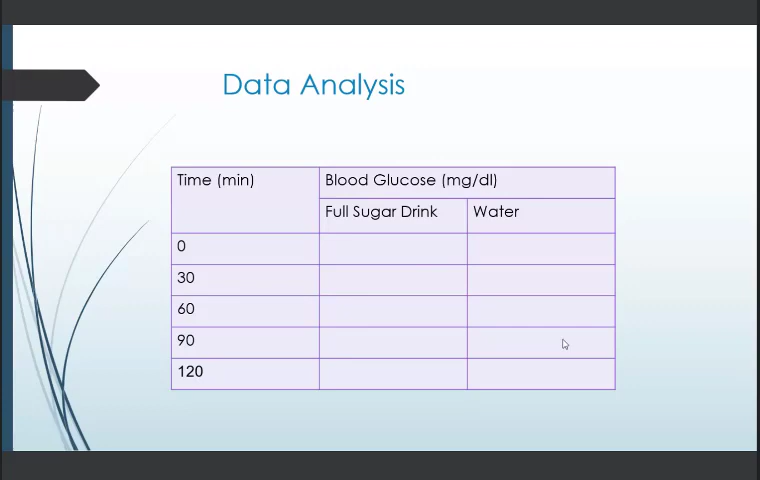 Data Analysis
Time (min) Blood Glucose (mg/dl)
Full Sugar Drink Water
0
30
60
90
120